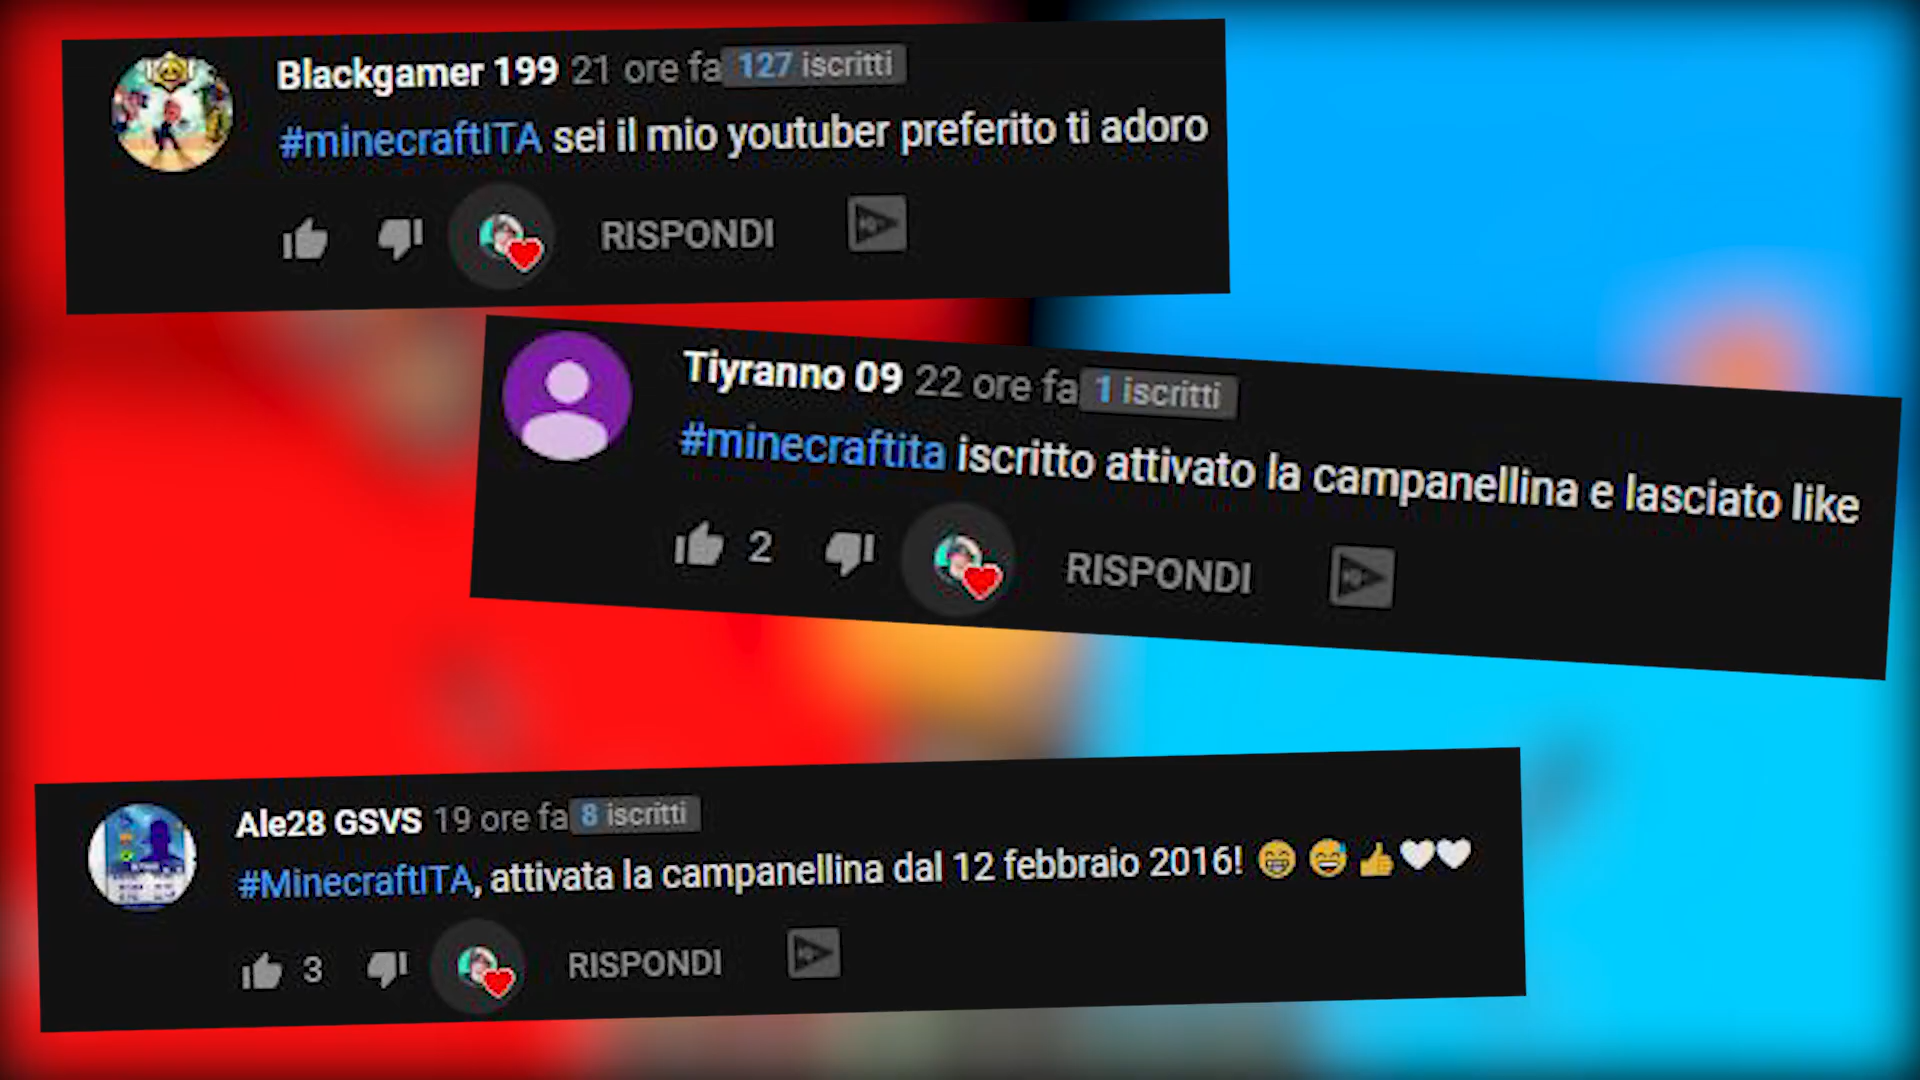 Blackgamer 199 21 ore fa 127 iscritti
#minecraftITA sei il mio youtuber preferito ti adoro
RISPONDI
Tiyranno 09 22 ore fa 1 iscritti
#minecraftita iscritto attivato la campanellina e lasciato like
2 RISPONDI
Ale28 GSVS 19 ore fa 8 iscritti
#MinecraftITA, attivata la campanellina dal 12 febbraio 2016! 😁 😅 👍 🤍🤍
3 RISPONDI